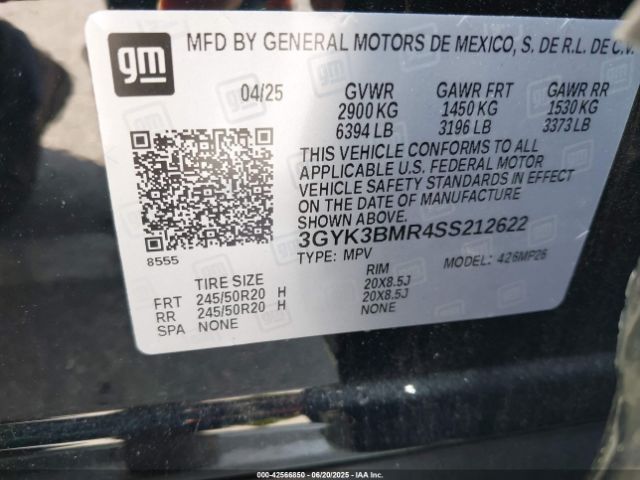 gm
MFD BY GENERAL MOTORS DE MEXICO, S. DE R.L. DE C.V.
04/25 GVWR GAWR FRT GAWR RR
2900 KG 1450 KG 1530 KG
6394 LB 3196 LB 3373 LB
THIS VEHICLE CONFORMS TO ALL
APPLICABLE U.S. FEDERAL MOTOR
VEHICLE SAFETY STANDARDS IN EFFECT
ON THE DATE OF MANUFACTURE
SHOWN ABOVE
3GYK3BMR4SS212622
TYPE: MPV MODEL: 426MP26
8555
TIRE SIZE RIM
FRT 245/50R20 H 20X8.5J
RR 245/50R20 H 20X8.5J
SPA NONE NONE
000-42566850 - 06/20/2025 - IAAI.COM